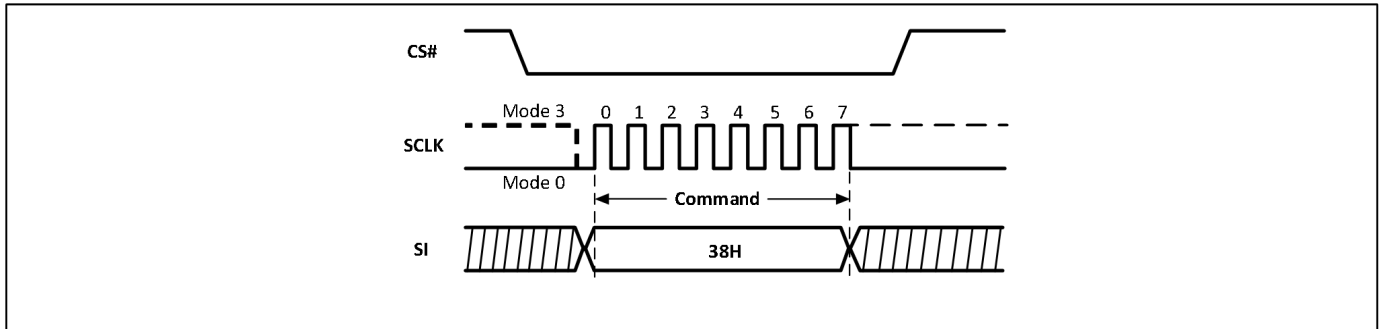 CS#
Mode 3 0 1 2 3 4 5 6 7
SCLK
Mode 0
Command
SI 38H